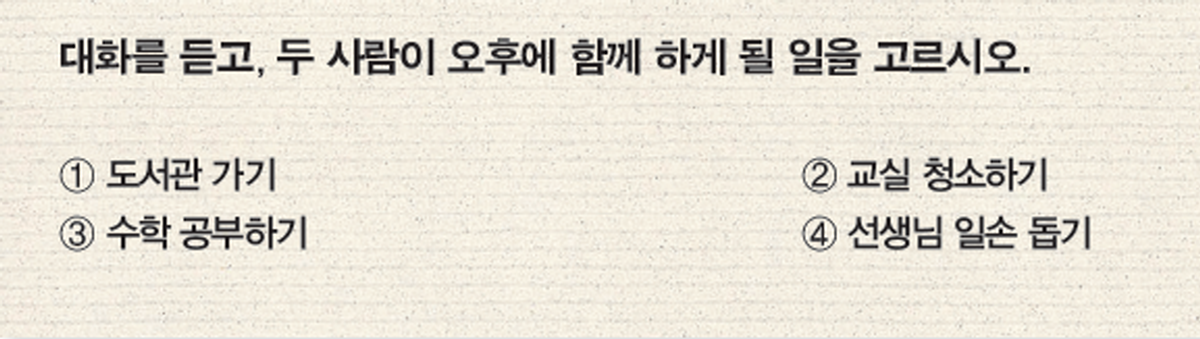 대화를 듣고, 두 사람이 오후에 함께 하게 될 일을 고르시오.
① 도서관 가기 ② 교실 청소하기
③ 수학 공부하기 ④ 선생님 일손 돕기